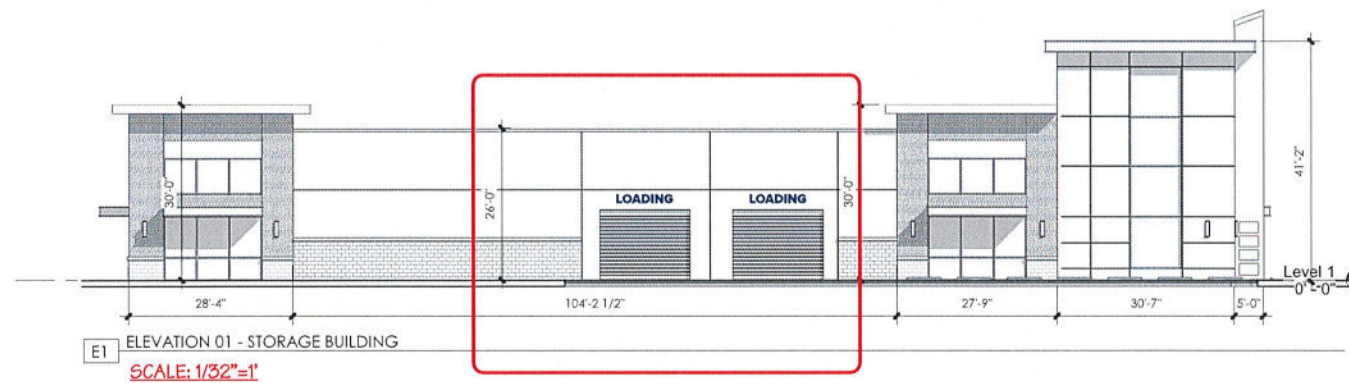 41'-2"
30'-0"
26'-0"
30'-0"
LOADING
LOADING
Level 1
0'-0"
28'-4"
104'-2 1/2"
27'-9"
30'-7"
5'-0"
E1
ELEVATION 01 - STORAGE BUILDING
SCALE: 1/32"=1'